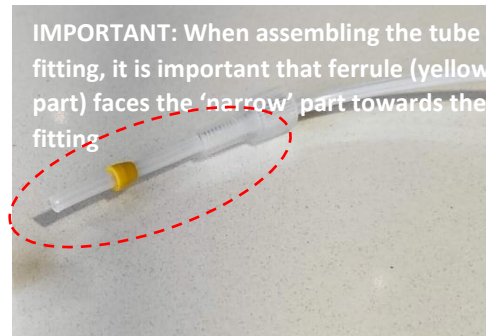 IMPORTANT: When assembling the tube
fitting, it is important that ferrule (yellow
part) faces the ‘narrow’ part towards the
fitting